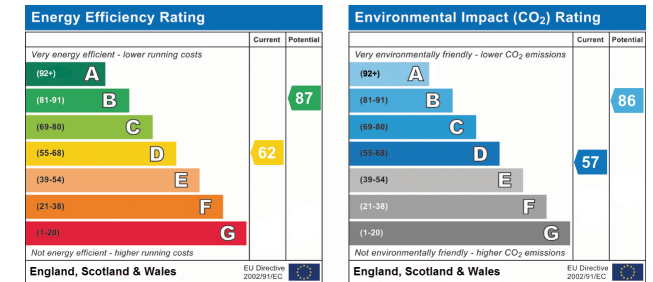 Energy Efficiency Rating
Current Potential
Very energy efficient - lower running costs
(92+) A
(81-91) B
87
(69-80) C
(55-68) D
62
(39-54) E
(21-38) F
(1-20) G
Not energy efficient - higher running costs
England, Scotland & Wales
EU Directive
2002/91/EC
Environmental Impact (CO₂) Rating
Current Potential
Very environmentally friendly - lower CO₂ emissions
(92+) A
(81-91) B
86
(69-80) C
(55-68) D
57
(39-54) E
(21-38) F
(1-20) G
Not environmentally friendly - higher CO₂ emissions
England, Scotland & Wales
EU Directive
2002/91/EC